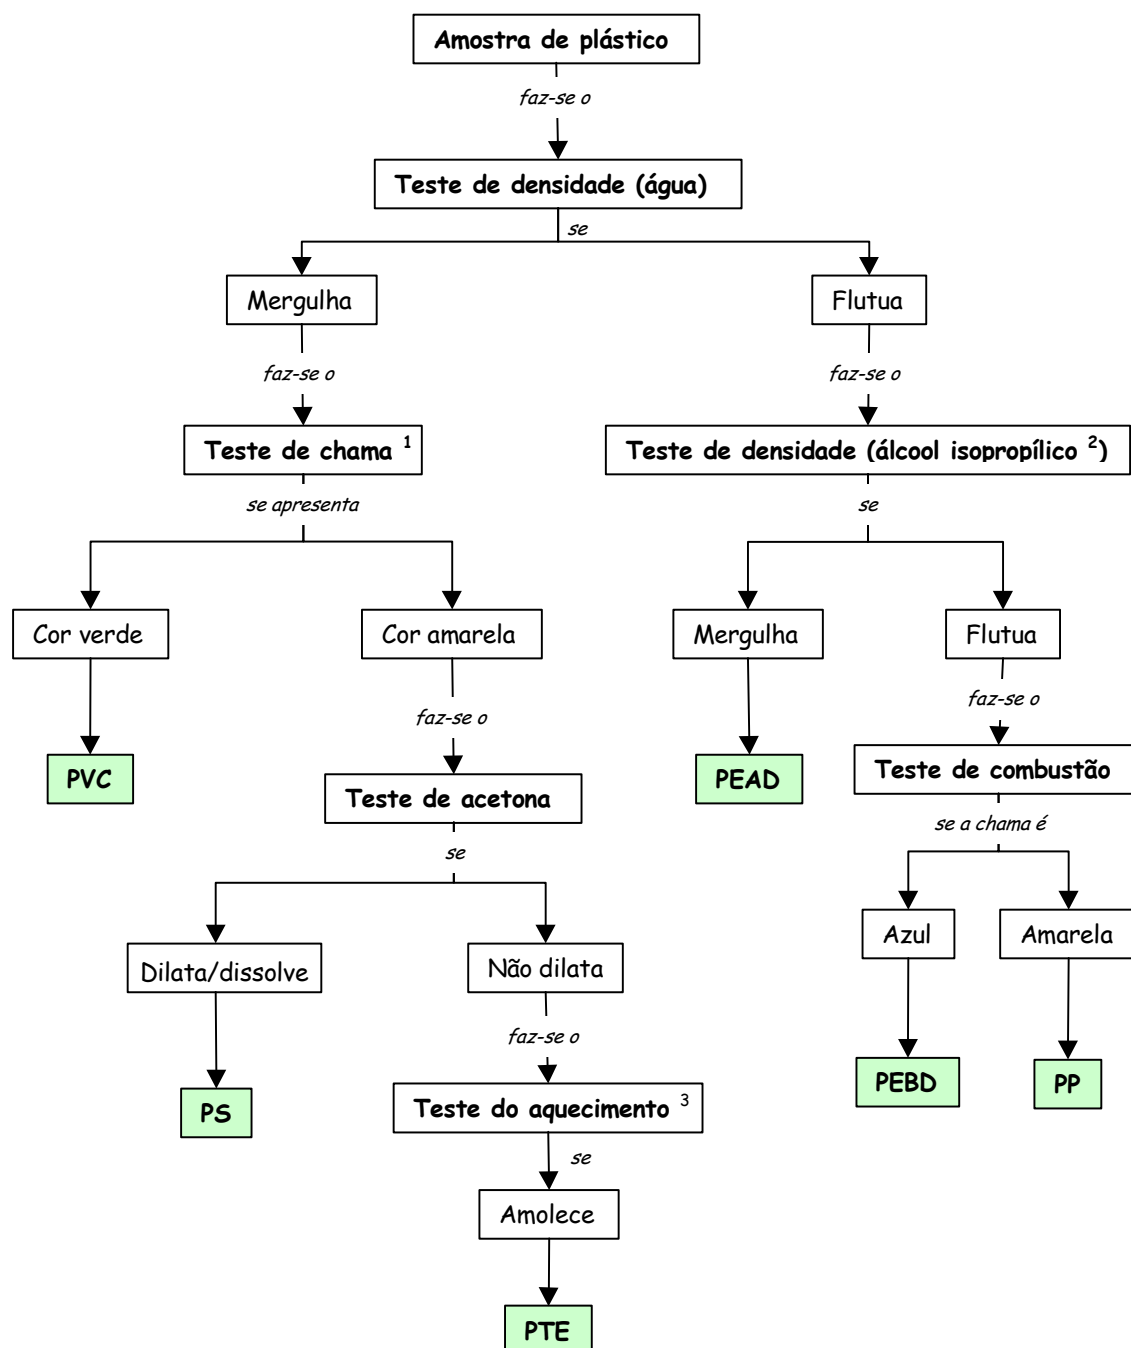 Amostra de plástico
faz-se o
Teste de densidade (água)
se
Mergulha
Flutua
faz-se o
faz-se o
Teste de chama ¹
Teste de densidade (álcool isopropílico ²)
se apresenta
se
Cor verde
Cor amarela
Mergulha
Flutua
faz-se o
faz-se o
PVC
Teste de acetona
PEAD
Teste de combustão
se
se a chama é
Azul
Amarela
Dilata/dissolve
Não dilata
faz-se o
PEBD
PP
PS
Teste do aquecimento ³
se
Amolece
PTE